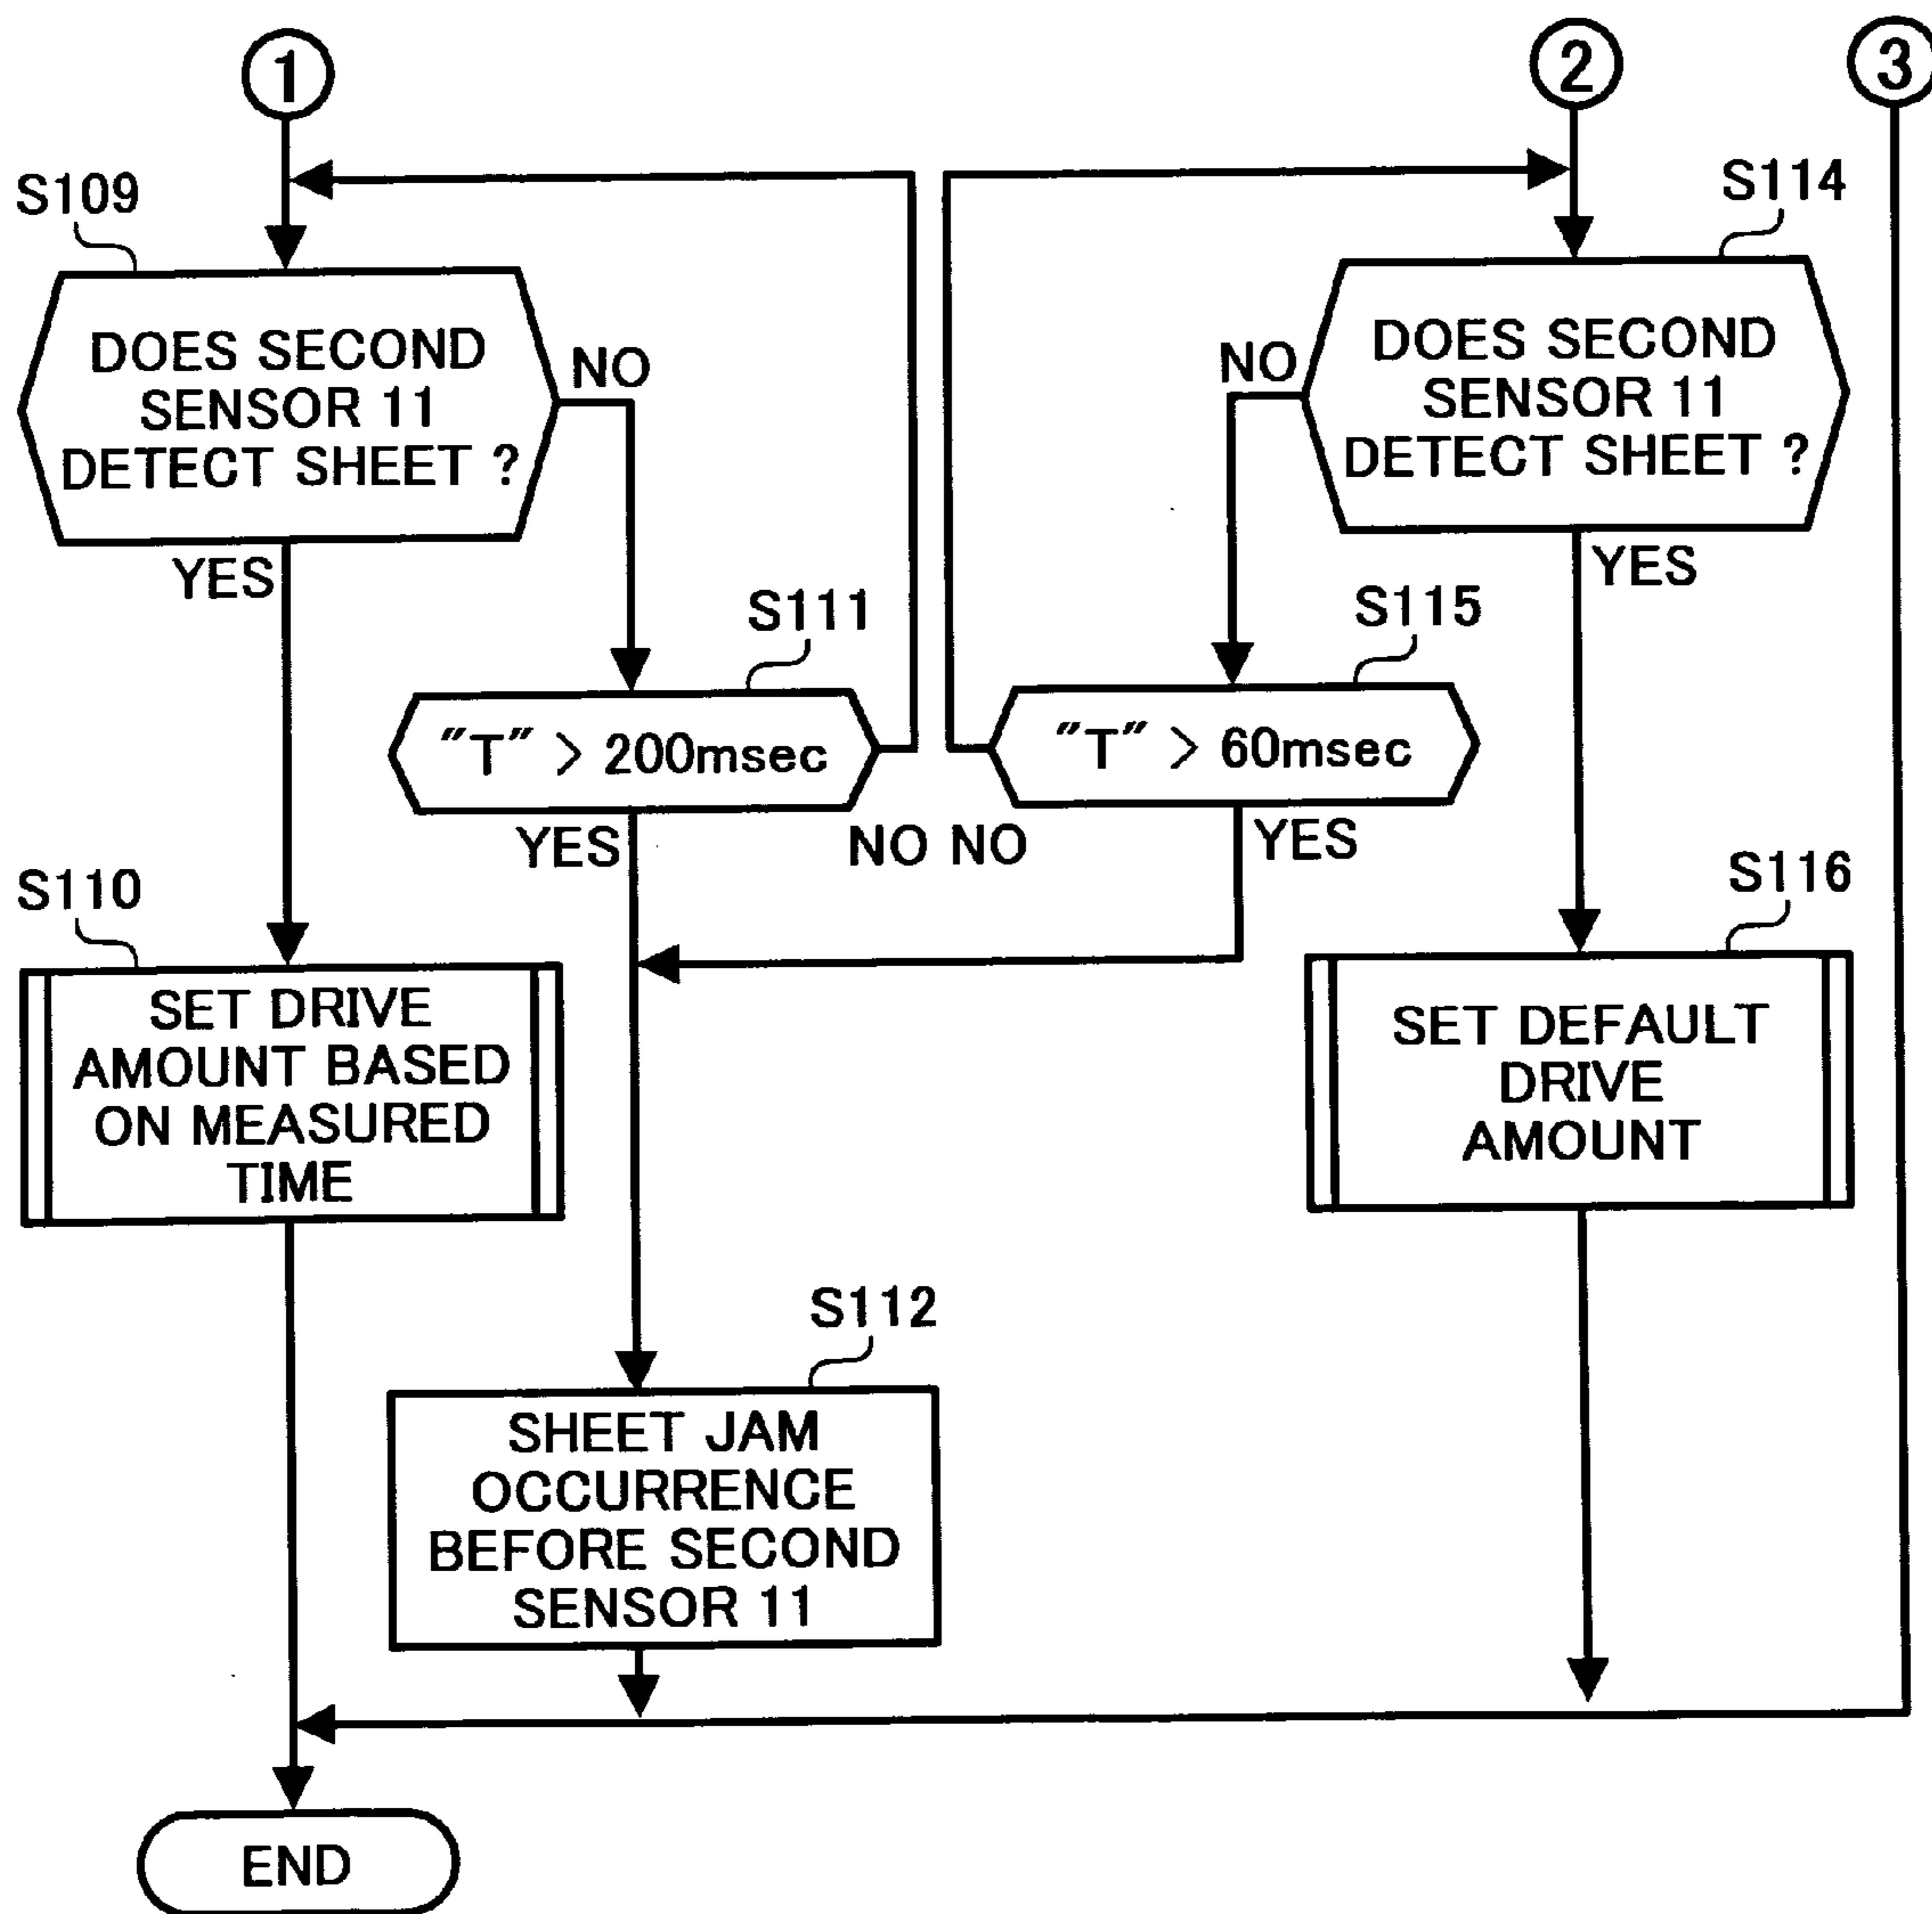 1
2
3
S109
S114
DOES SECOND
SENSOR 11
DETECT SHEET ?
NO
NO
DOES SECOND
SENSOR 11
DETECT SHEET ?
YES
YES
S111
S115
"T" > 200msec
"T" > 60msec
YES
NO NO
YES
S110
S116
SET DRIVE
AMOUNT BASED
ON MEASURED
TIME
SET DEFAULT
DRIVE
AMOUNT
S112
SHEET JAM
OCCURRENCE
BEFORE SECOND
SENSOR 11
END